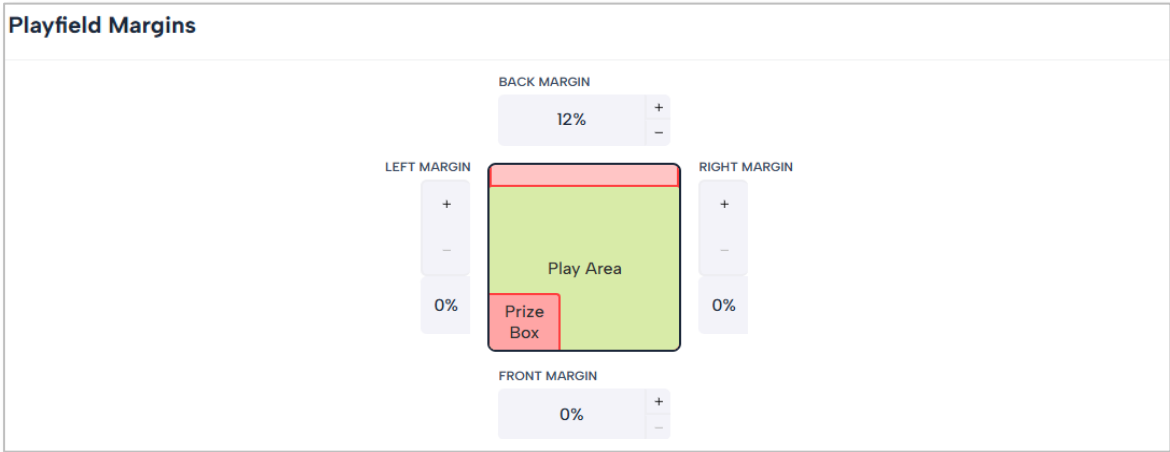 Playfield Margins
BACK MARGIN
12%
+
−
LEFT MARGIN
+
−
0%
Play Area
Prize
Box
RIGHT MARGIN
+
−
0%
FRONT MARGIN
0%
+
−